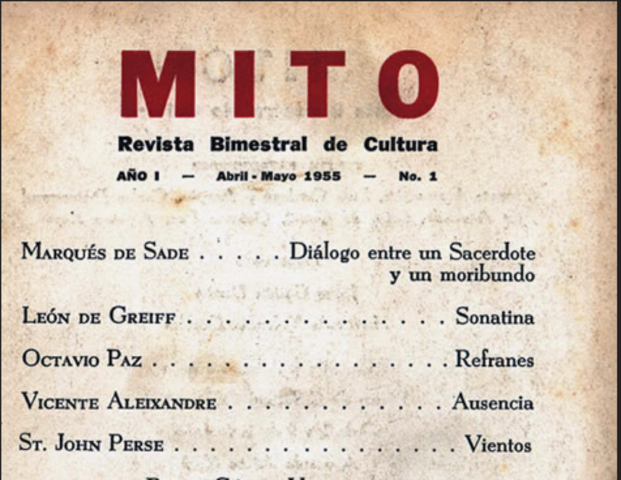 MITO
Revista Bimestral de Cultura
AÑO I — Abril - Mayo 1955 — No. 1
MARQUÉS DE SADE . . . . . Diálogo entre un Sacerdote
y un moribundo
LEÓN DE GREIFF . . . . . . . . . . . . . . Sonatina
OCTAVIO PAZ . . . . . . . . . . . . . . . . Refranes
VICENTE ALEIXANDRE . . . . . . . . . . . . Ausencia
ST. JOHN PERSE . . . . . . . . . . . . . . . Vientos